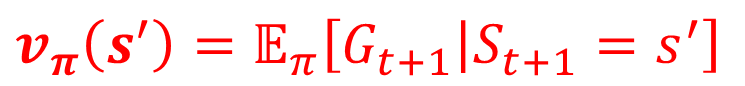 𝒗_𝝅(𝒔′) = 𝔼_π[G_{t+1}|S_{t+1} = s′]